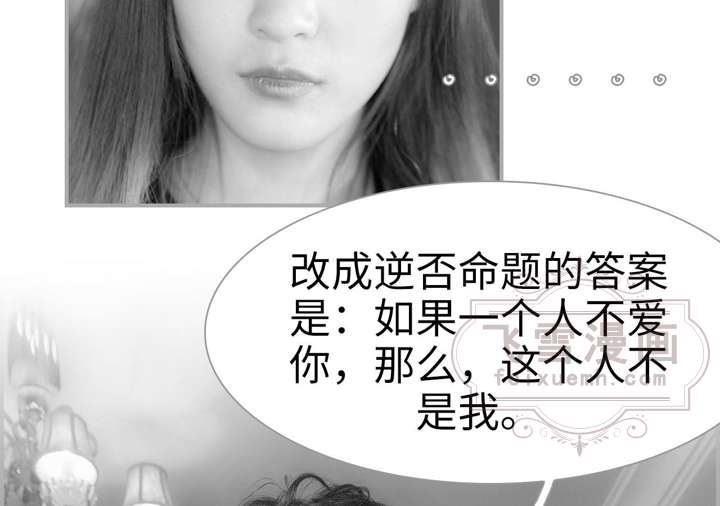 改成逆否命题的答案
是：如果一个人不爱
你，那么，这个人不
是我。
飞雪漫画
feixuemn.com